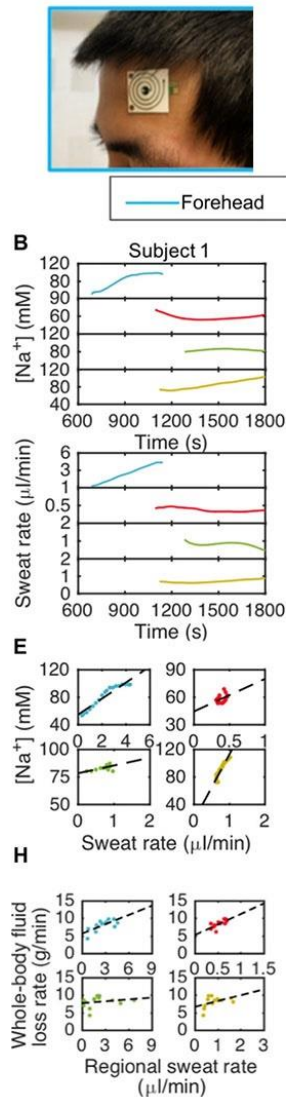 Forehead
B
Subject 1
[Na+] (mM)
120
80
90
60
120
80
120
80
40
600 900 1200 1500 1800
Time (s)
Sweat rate (μl/min)
6
3
1
0.5
2
1
2
1
0
600 900 1200 1500 1800
Time (s)
E
[Na+] (mM)
120
80
40
0 2 4 6
90
60
30
0 1 2
100
75
50
0 1 2
120
80
40
0 1 2
Sweat rate (μl/min)
H
Whole-body fluid
loss rate (g/min)
15
10
5
0
0 3 6 9
15
10
5
0
0 0.5 1 1.5
15
10
5
0
0 3 6 9
15
10
5
0
0 1 2 3
Regional sweat rate
(μl/min)